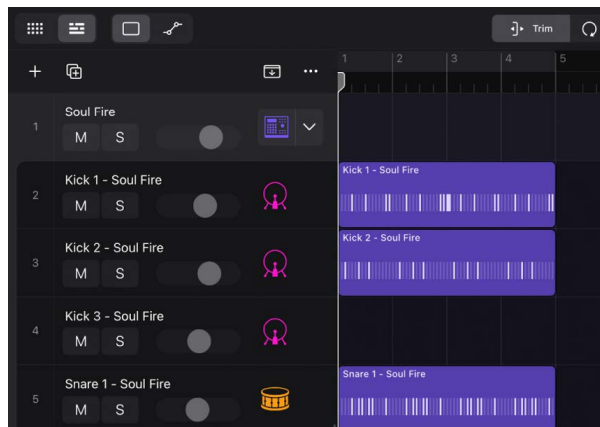 Trim
1 2 3 4 5
1 Soul Fire
M S
Kick 1 - Soul Fire
2
M S
Kick 1 - Soul Fire
Kick 2 - Soul Fire
3
M S
Kick 2 - Soul Fire
Kick 3 - Soul Fire
4
M S
Snare 1 - Soul Fire
5
M S
Snare 1 - Soul Fire